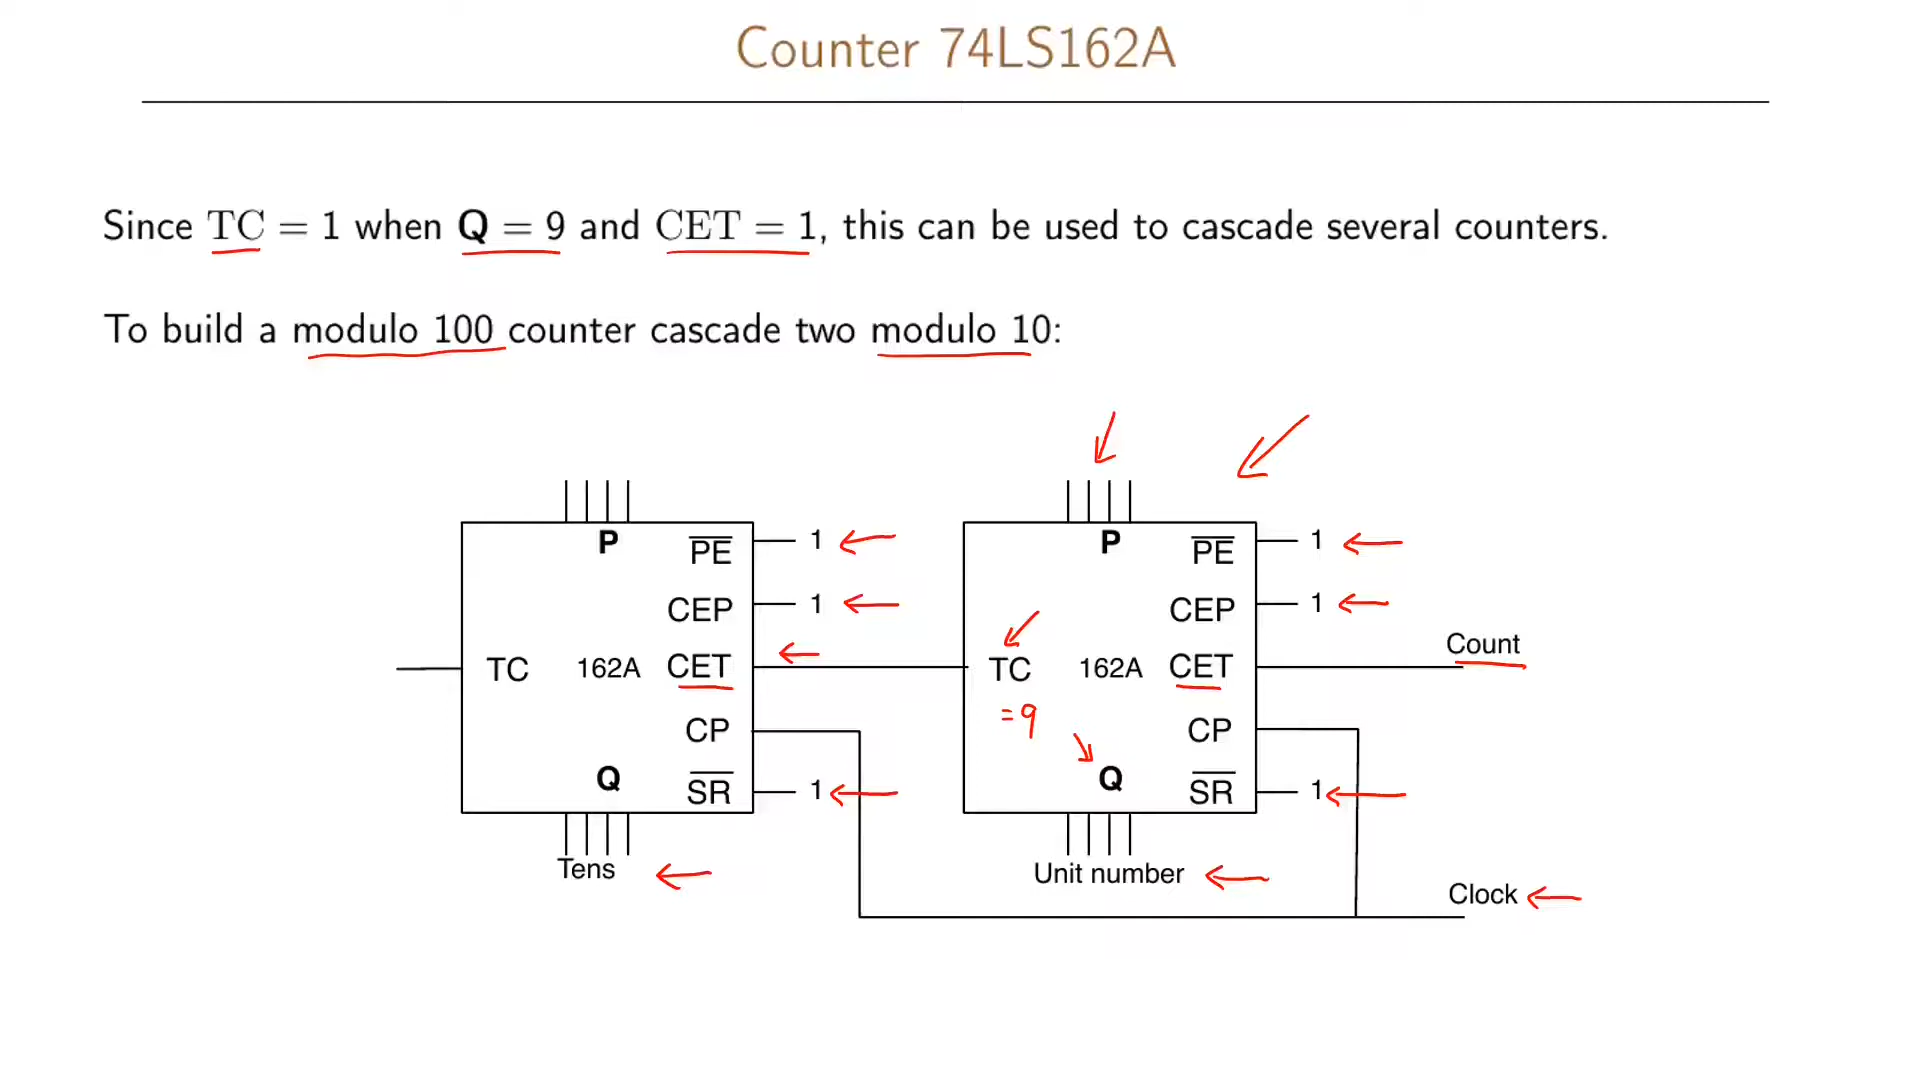 Counter 74LS162A
Since TC = 1 when Q = 9 and CET = 1, this can be used to cascade several counters.
To build a modulo 100 counter cascade two modulo 10:
P
PE
1
CEP
1
TC
162A
CET
CP
Q
SR
1
Tens
P
PE
1
CEP
1
TC
162A
CET
Count
= 9
CP
Q
SR
1
Unit number
Clock